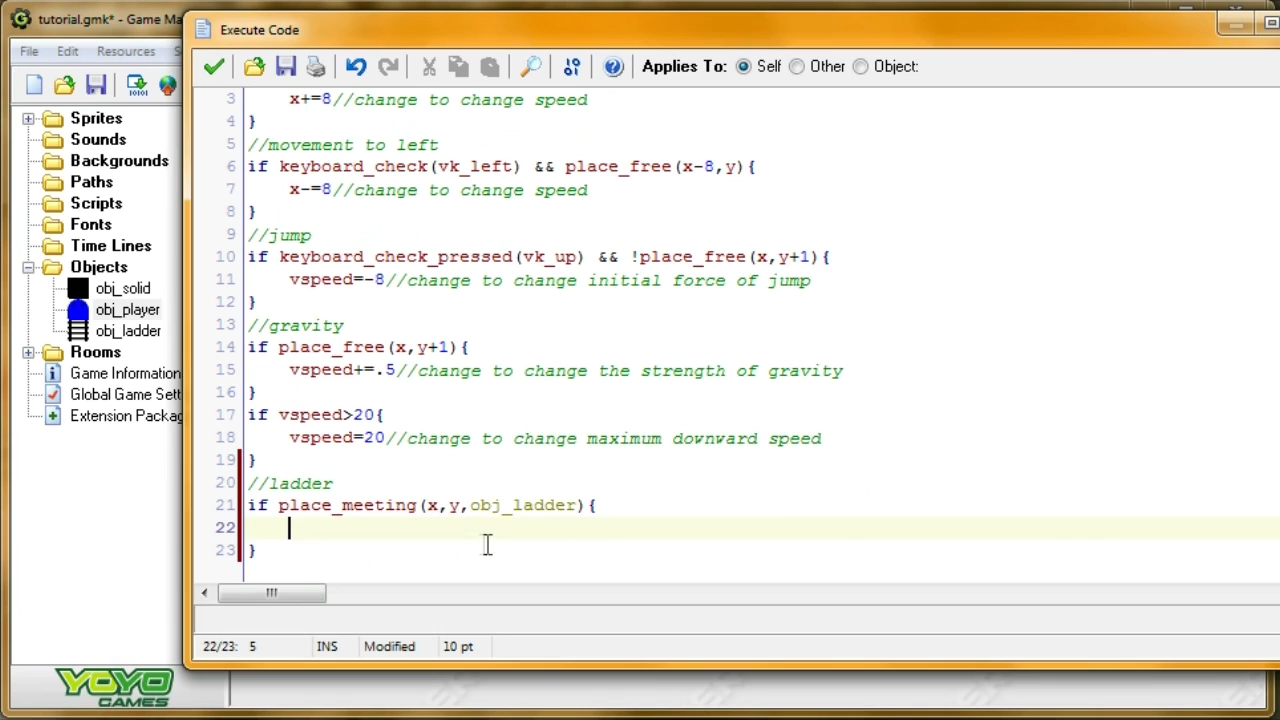 tutorial.gmk* - Game Ma
Execute Code
File Edit Resources S
Applies To: Self Other Object:
Sprites
Sounds
Backgrounds
Paths
Scripts
Fonts
Time Lines
Objects
obj_solid
obj_player
obj_ladder
Rooms
Game Information
Global Game Sett
Extension Packag
3 x+=8//change to change speed
4 }
5 //movement to left
6 if keyboard_check(vk_left) && place_free(x-8,y){
7 x-=8//change to change speed
8 }
9 //jump
10 if keyboard_check_pressed(vk_up) && !place_free(x,y+1){
11 vspeed=-8//change to change initial force of jump
12 }
13 //gravity
14 if place_free(x,y+1){
15 vspeed+=.5//change to change the strength of gravity
16 }
17 if vspeed>20{
18 vspeed=20//change to change maximum downward speed
19 }
20 //ladder
21 if place_meeting(x,y,obj_ladder){
22
23 }
22/23: 5 INS Modified 10 pt
YOYO
GAMES